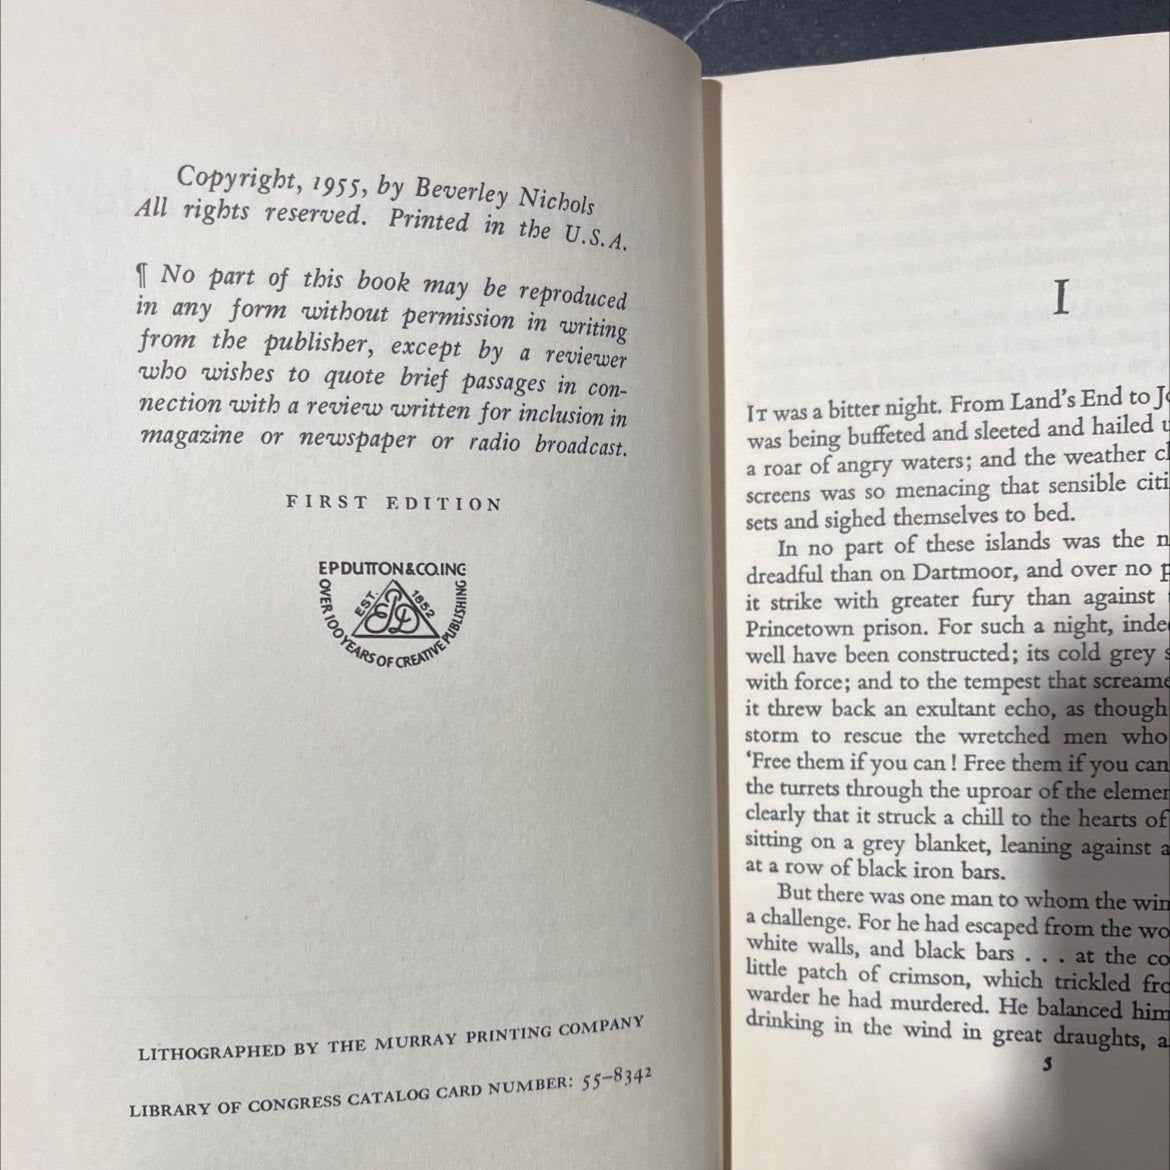 Copyright, 1955, by Beverley Nichols
All rights reserved. Printed in the U.S.A.
¶ No part of this book may be reproduced
in any form without permission in writing
from the publisher, except by a reviewer
who wishes to quote brief passages in con-
nection with a review written for inclusion in
magazine or newspaper or radio broadcast.
FIRST EDITION
EP DUTTON & CO. INC
EST. 1852
OVER 100 YEARS OF CREATIVE PUBLISHING
LITHOGRAPHED BY THE MURRAY PRINTING COMPANY
LIBRARY OF CONGRESS CATALOG CARD NUMBER: 55-8342
I
IT was a bitter night. From Land's End to
was being buffeted and sleeted and hailed
a roar of angry waters; and the weather
screens was so menacing that sensible
sets and sighed themselves to bed.
In no part of these islands was the
dreadful than on Dartmoor, and over no
it strike with greater fury than against
Princetown prison. For such a night,
well have been constructed; its cold grey
with force; and to the tempest that
it threw back an exultant echo, as though
storm to rescue the wretched men who
'Free them if you can! Free them if you can
the turrets through the uproar of the
clearly that it struck a chill to the hearts of
sitting on a grey blanket, leaning against
at a row of black iron bars.
But there was one man to whom the
a challenge. For he had escaped from the
white walls, and black bars . . . at the
little patch of crimson, which trickled
warder he had murdered. He balanced
drinking in the wind in great draughts,
5